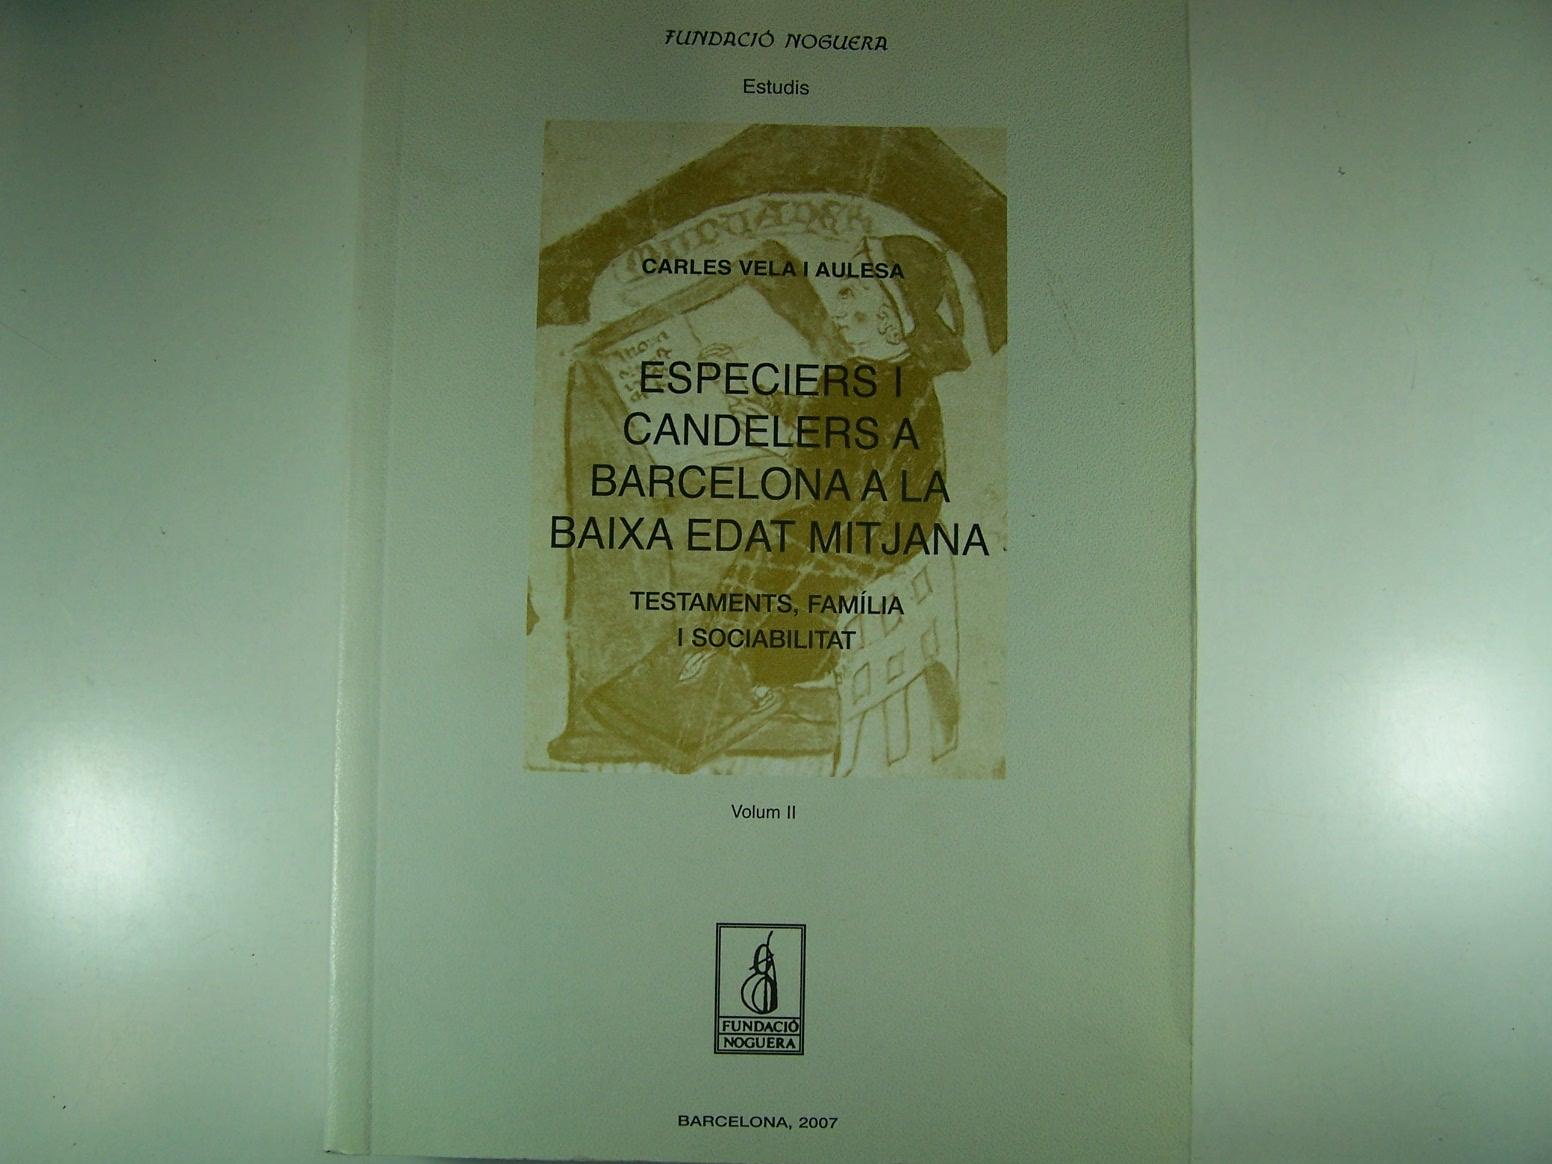 FUNDACIÓ NOGUERA
Estudis
CARLES VELA I AULESA
ESPECIERS I
CANDELERS A
BARCELONA A LA
BAIXA EDAT MITJANA
TESTAMENTS, FAMÍLIA
I SOCIABILITAT
Volum II
FUNDACIÓ
NOGUERA
BARCELONA, 2007